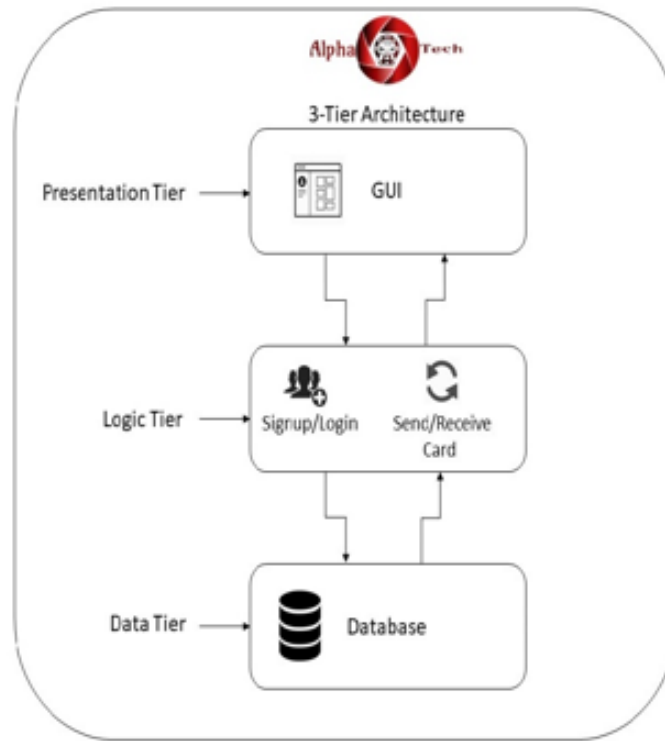 Alpha Tech
3-Tier Architecture
Presentation Tier
GUI
Logic Tier
Signup/Login
Send/Receive
Card
Data Tier
Database